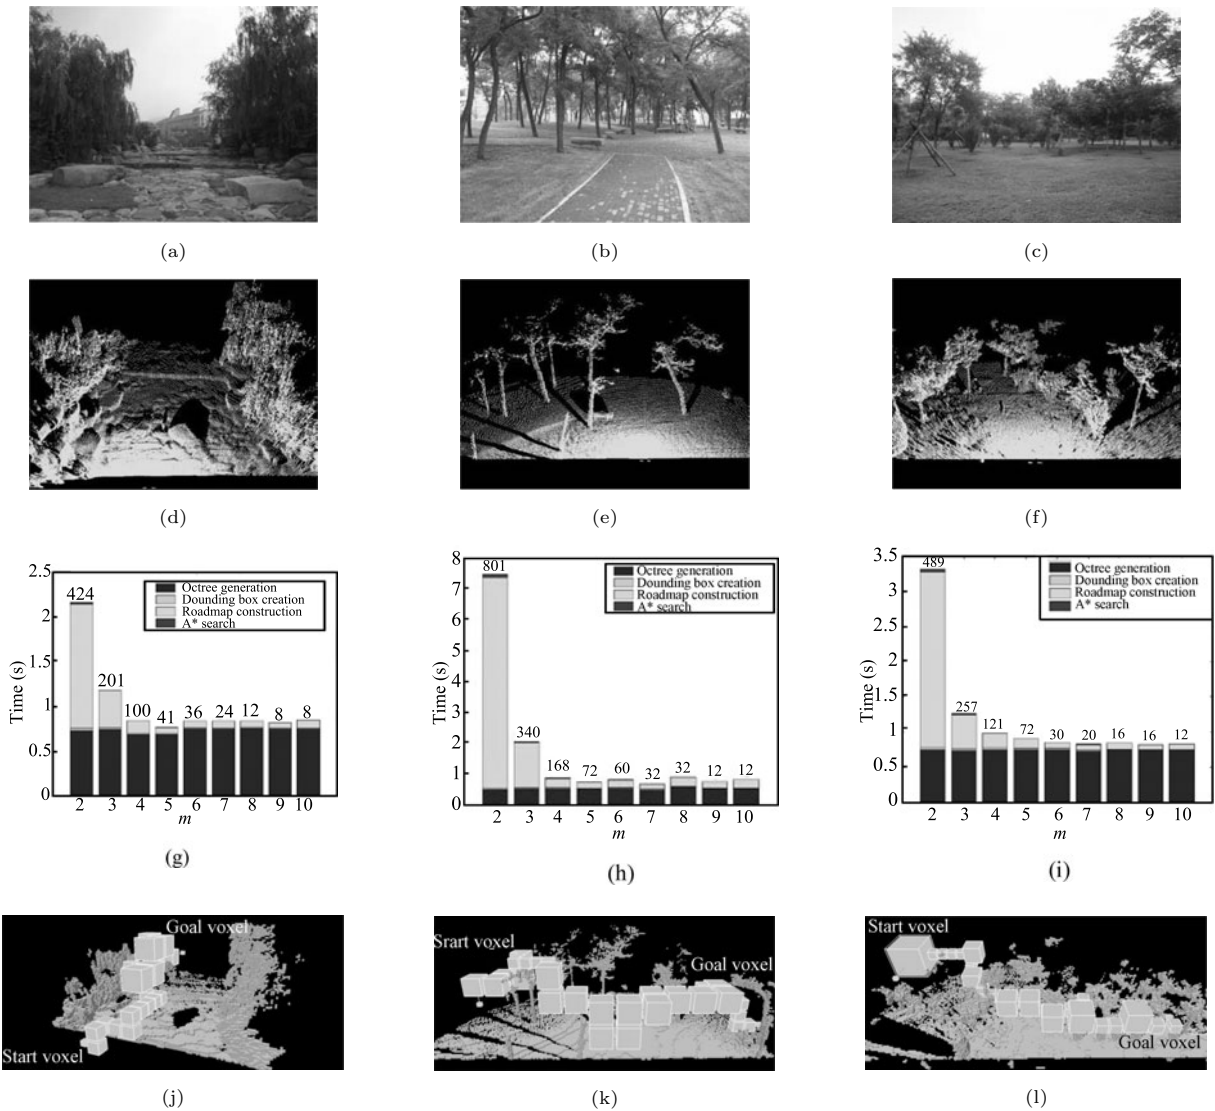 (a)
(b)
(c)
(d)
(e)
(f)
2.5
2
1.5
1
0.5
0
Time (s)
424
201
100
41
36
24
12
8
8
Octree generation
Dounding box creation
Roadmap construction
A* search
2 3 4 5 6 7 8 9 10
m
(g)
8
7
6
5
4
3
2
1
0
Time (s)
801
340
168
72
60
32
32
12
12
Octree generation
Dounding box creation
Roadmap construction
A* search
2 3 4 5 6 7 8 9 10
m
(h)
3.5
3
2.5
2
1.5
1
0.5
0
Time (s)
489
257
121
72
30
20
16
16
12
Octree generation
Dounding box creation
Roadmap construction
A* search
2 3 4 5 6 7 8 9 10
m
(i)
Goal voxel
Start voxel
(j)
Srart voxel
Goal voxel
(k)
Start voxel
Goal voxel
(l)